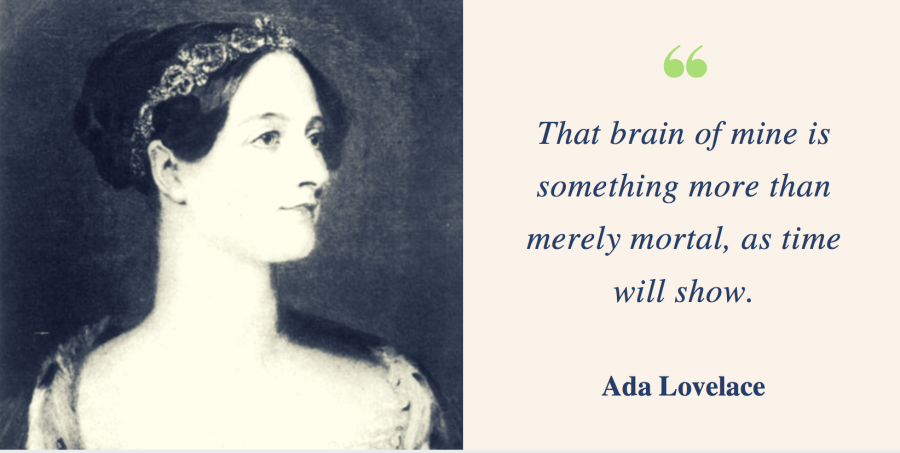 “
That brain of mine is
something more than
merely mortal, as time
will show.
Ada Lovelace